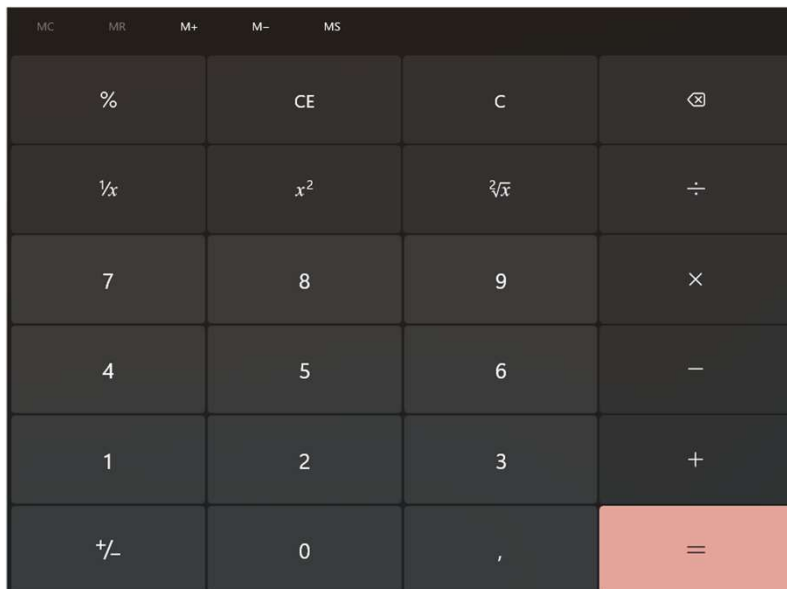 MC MR M+ M− MS
% CE C ⌫
¹/x x² ²√x ÷
7 8 9 ×
4 5 6 −
1 2 3 +
+/− 0 , =